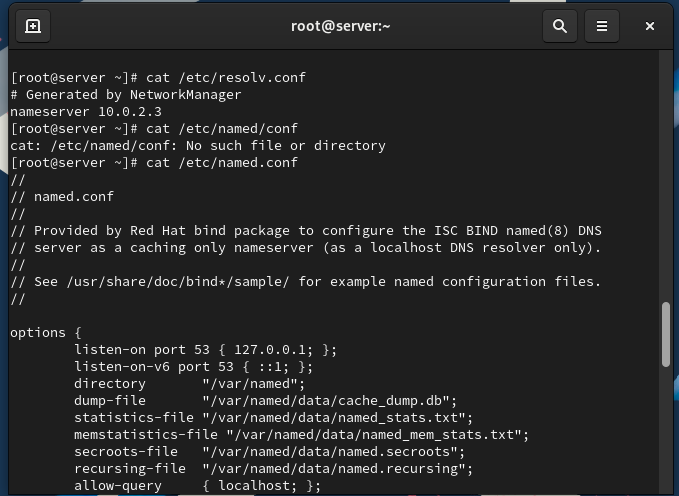 root@server:~
[root@server ~]# cat /etc/resolv.conf
# Generated by NetworkManager
nameserver 10.0.2.3
[root@server ~]# cat /etc/named/conf
cat: /etc/named/conf: No such file or directory
[root@server ~]# cat /etc/named.conf
//
// named.conf
//
// Provided by Red Hat bind package to configure the ISC BIND named(8) DNS
// server as a caching only nameserver (as a localhost DNS resolver only).
//
// See /usr/share/doc/bind*/sample/ for example named configuration files.
//
options {
        listen-on port 53 { 127.0.0.1; };
        listen-on-v6 port 53 { ::1; };
        directory       "/var/named";
        dump-file       "/var/named/data/cache_dump.db";
        statistics-file "/var/named/data/named_stats.txt";
        memstatistics-file "/var/named/data/named_mem_stats.txt";
        secroots-file   "/var/named/data/named.secroots";
        recursing-file  "/var/named/data/named.recursing";
        allow-query     { localhost; };